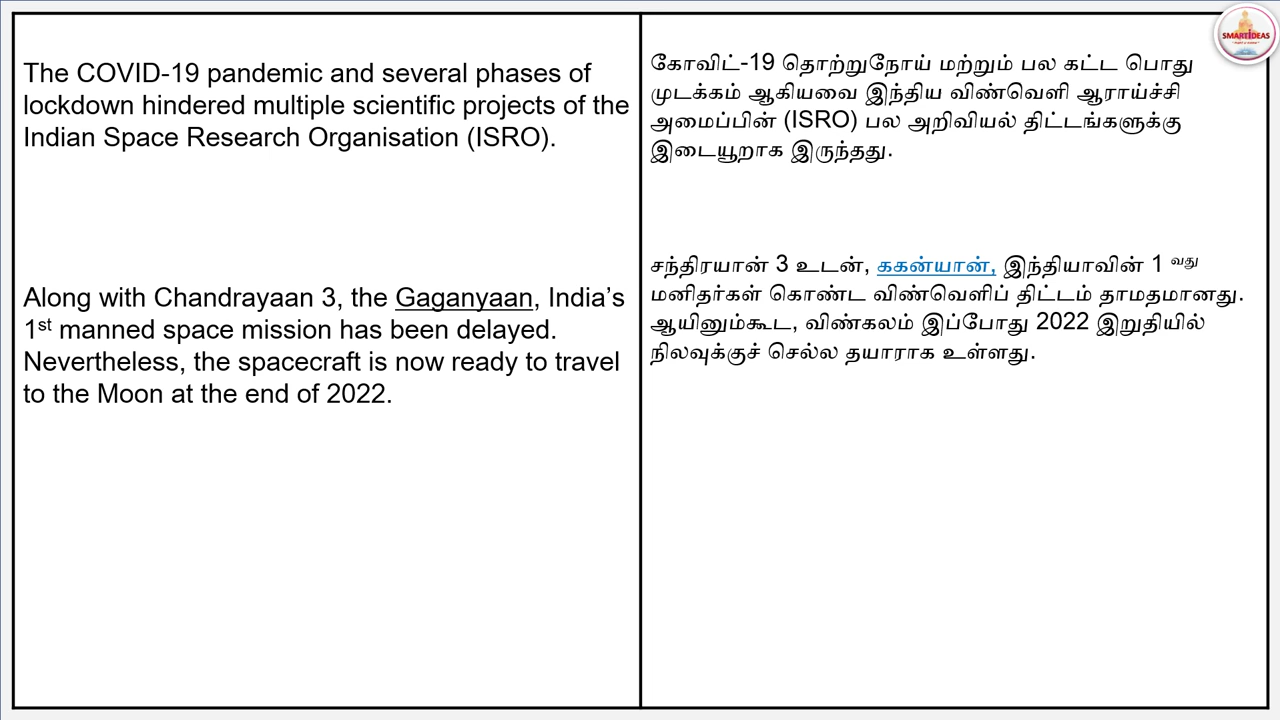 The COVID-19 pandemic and several phases of
lockdown hindered multiple scientific projects of the
Indian Space Research Organisation (ISRO).
Along with Chandrayaan 3, the Gaganyaan, India’s
1st manned space mission has been delayed.
Nevertheless, the spacecraft is now ready to travel
to the Moon at the end of 2022.
கோவிட்-19 தொற்றுநோய் மற்றும் பல கட்ட பொது
முடக்கம் ஆகியவை இந்திய விண்வெளி ஆராய்ச்சி
அமைப்பின் (ISRO) பல அறிவியல் திட்டங்களுக்கு
இடையூறாக இருந்தது.
சந்திரயான் 3 உடன், ககன்யான், இந்தியாவின் 1 வது
மனிதர்கள் கொண்ட விண்வெளிப் திட்டம் தாமதமானது.
ஆயினும்கூட, விண்கலம் இப்போது 2022 இறுதியில்
நிலவுக்குச் செல்ல தயாராக உள்ளது.
SMARTIDEAS